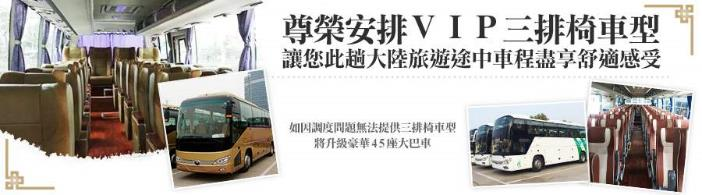 尊榮安排ＶＩＰ三排椅車型
讓您此趟大陸旅遊途中車程盡享舒適感受
如因調度問題無法提供三排椅車型
將升級豪華45座大巴車